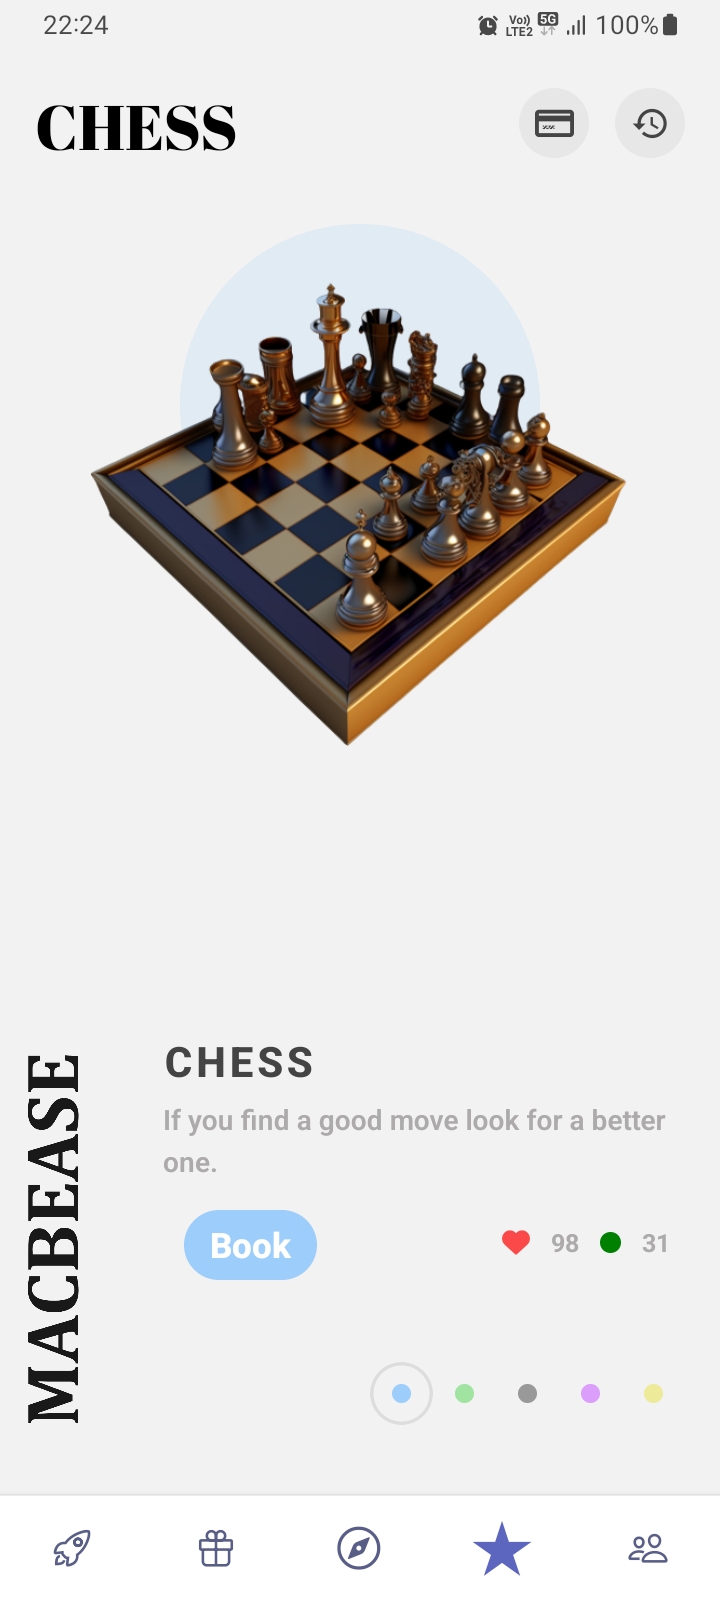 22:24
Vo)) LTE2 5G 100%
CHESS
CHESS
If you find a good move look for a better
one.
Book
98 31
MACBEASE